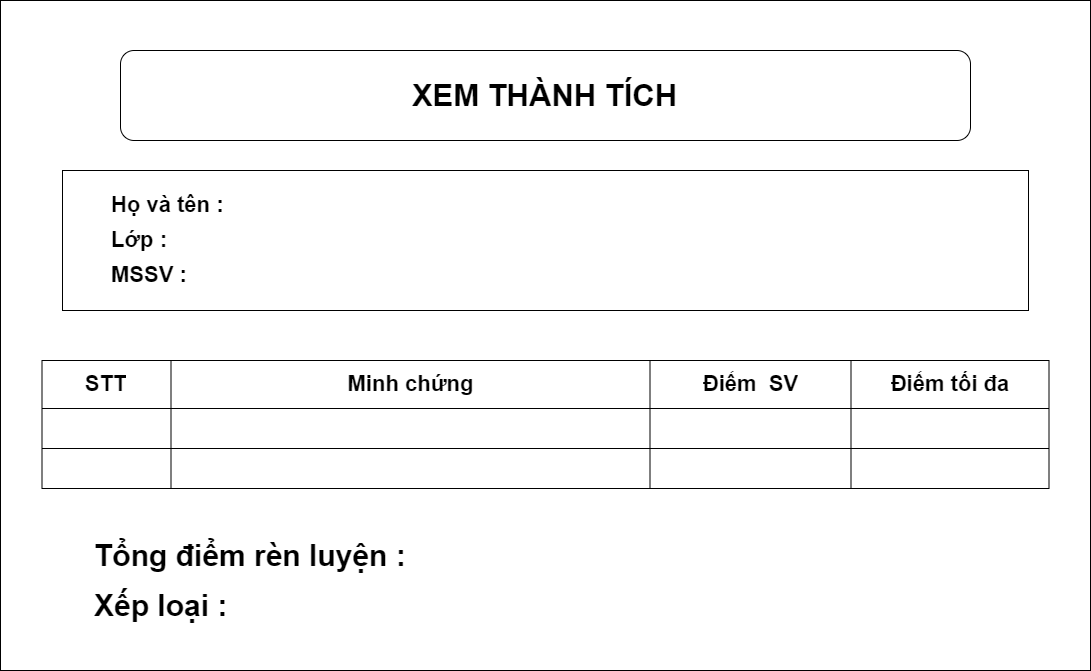 XEM THÀNH TÍCH
Họ và tên :
Lớp :
MSSV :
STT Minh chứng Điểm SV Điểm tối đa
Tổng điểm rèn luyện :
Xếp loại :